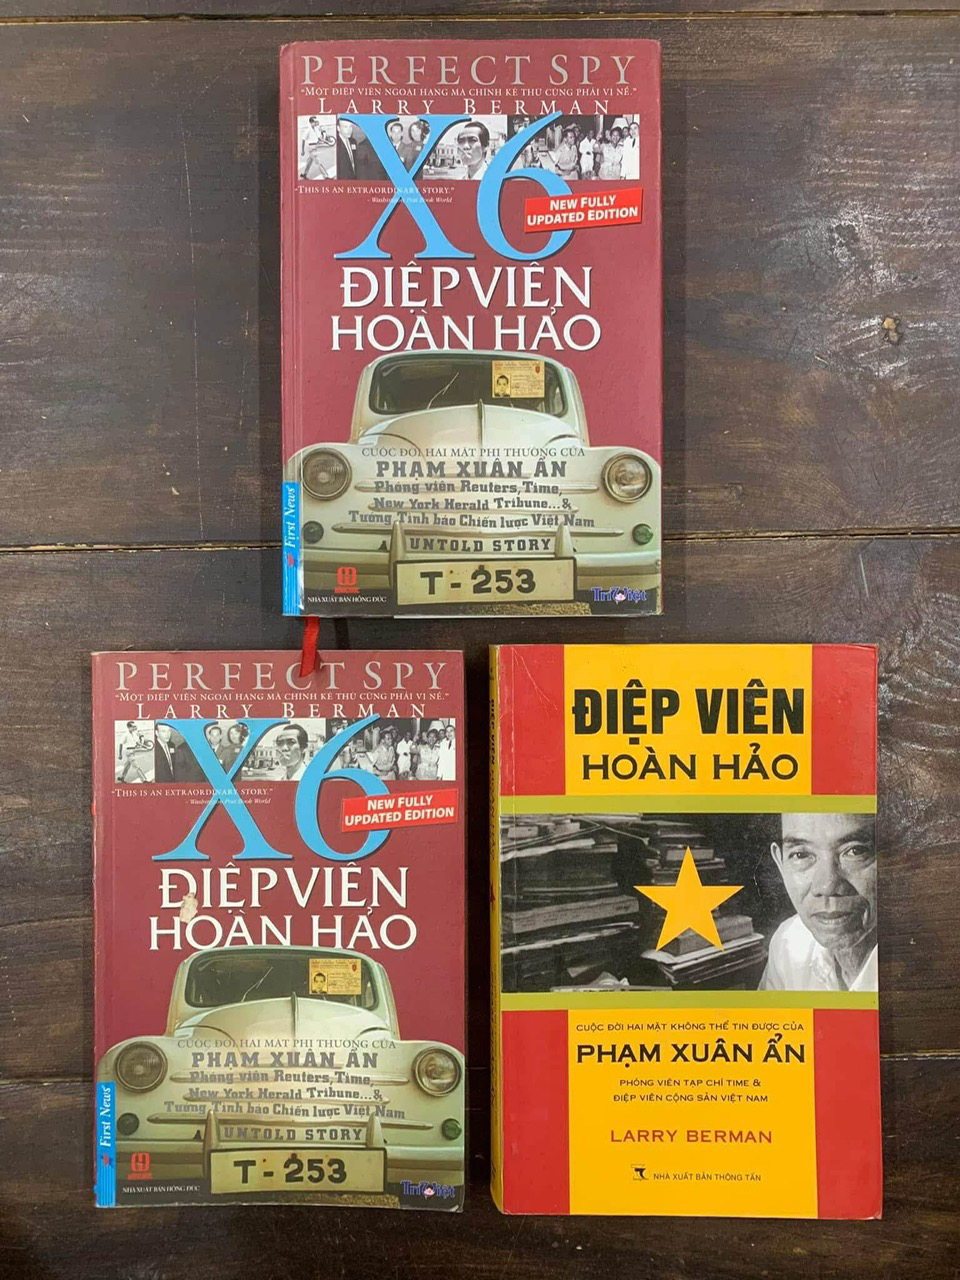 PERFECT SPY
"MỘT ĐIỆP VIÊN NGOẠI HẠNG MÀ CHÍNH KẺ THÙ CŨNG PHẢI VỊ NỂ."
LARRY BERMAN
X6
"THIS IS AN EXTRAORDINARY STORY."
- Washington Post Book World
NEW FULLY
UPDATED EDITION
ĐIỆP VIÊN
HOÀN HẢO
CUỘC ĐỜI HAI MẶT PHI THƯỜNG CỦA
PHẠM XUÂN ẨN
Phóng viên Reuters, Time,
New York Herald Tribune...&
Tướng Tình báo Chiến lược Việt Nam
UNTOLD STORY
T - 253
First News
NHÀ XUẤT BẢN HỒNG ĐỨC
Trí Việt
PERFECT SPY
"MỘT ĐIỆP VIÊN NGOẠI HẠNG MÀ CHÍNH KẺ THÙ CŨNG PHẢI VỊ NỂ."
LARRY BERMAN
X6
"THIS IS AN EXTRAORDINARY STORY."
- Washington Post Book World
NEW FULLY
UPDATED EDITION
ĐIỆP VIÊN
HOÀN HẢO
CUỘC ĐỜI HAI MẶT PHI THƯỜNG CỦA
PHẠM XUÂN ẨN
Phóng viên Reuters, Time,
New York Herald Tribune...&
Tướng Tình báo Chiến lược Việt Nam
UNTOLD STORY
T - 253
First News
NHÀ XUẤT BẢN HỒNG ĐỨC
Trí Việt
ĐIỆP VIÊN
HOÀN HẢO
CUỘC ĐỜI HAI MẶT KHÔNG THỂ TIN ĐƯỢC CỦA
PHẠM XUÂN ẨN
PHÓNG VIÊN TẠP CHÍ TIME &
ĐIỆP VIÊN CỘNG SẢN VIỆT NAM
LARRY BERMAN
NHÀ XUẤT BẢN THÔNG TẤN